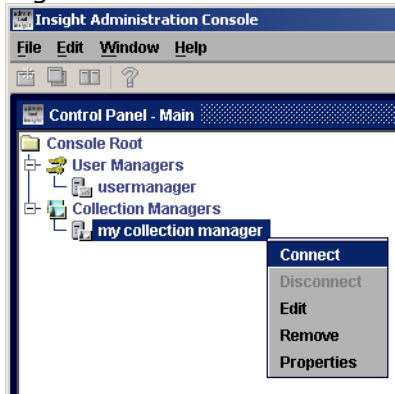 Insight Administration Console
File Edit Window Help
Control Panel - Main
Console Root
User Managers
usermanager
Collection Managers
my collection manager
Connect
Disconnect
Edit
Remove
Properties